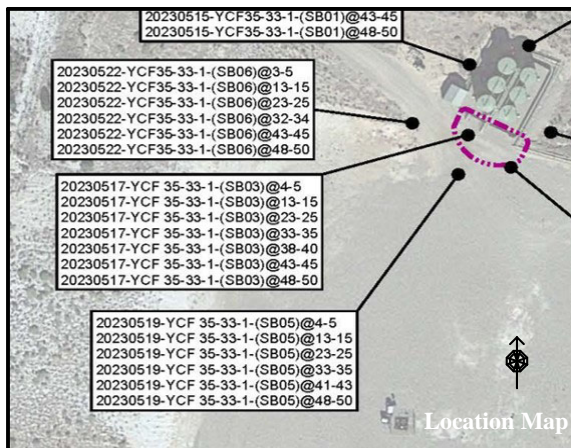 20230515-YCF35-33-1-(SB01)@43-45
20230515-YCF35-33-1-(SB01)@48-50
20230522-YCF35-33-1-(SB06)@3-5
20230522-YCF35-33-1-(SB06)@13-15
20230522-YCF35-33-1-(SB06)@23-25
20230522-YCF35-33-1-(SB06)@32-34
20230522-YCF35-33-1-(SB06)@43-45
20230522-YCF35-33-1-(SB06)@48-50
20230517-YCF 35-33-1-(SB03)@4-5
20230517-YCF 35-33-1-(SB03)@13-15
20230517-YCF 35-33-1-(SB03)@23-25
20230517-YCF 35-33-1-(SB03)@33-35
20230517-YCF 35-33-1-(SB03)@38-40
20230517-YCF 35-33-1-(SB03)@43-45
20230517-YCF 35-33-1-(SB03)@48-50
20230519-YCF 35-33-1-(SB05)@4-5
20230519-YCF 35-33-1-(SB05)@13-15
20230519-YCF 35-33-1-(SB05)@23-25
20230519-YCF 35-33-1-(SB05)@33-35
20230519-YCF 35-33-1-(SB05)@41-43
20230519-YCF 35-33-1-(SB05)@48-50
Location Map